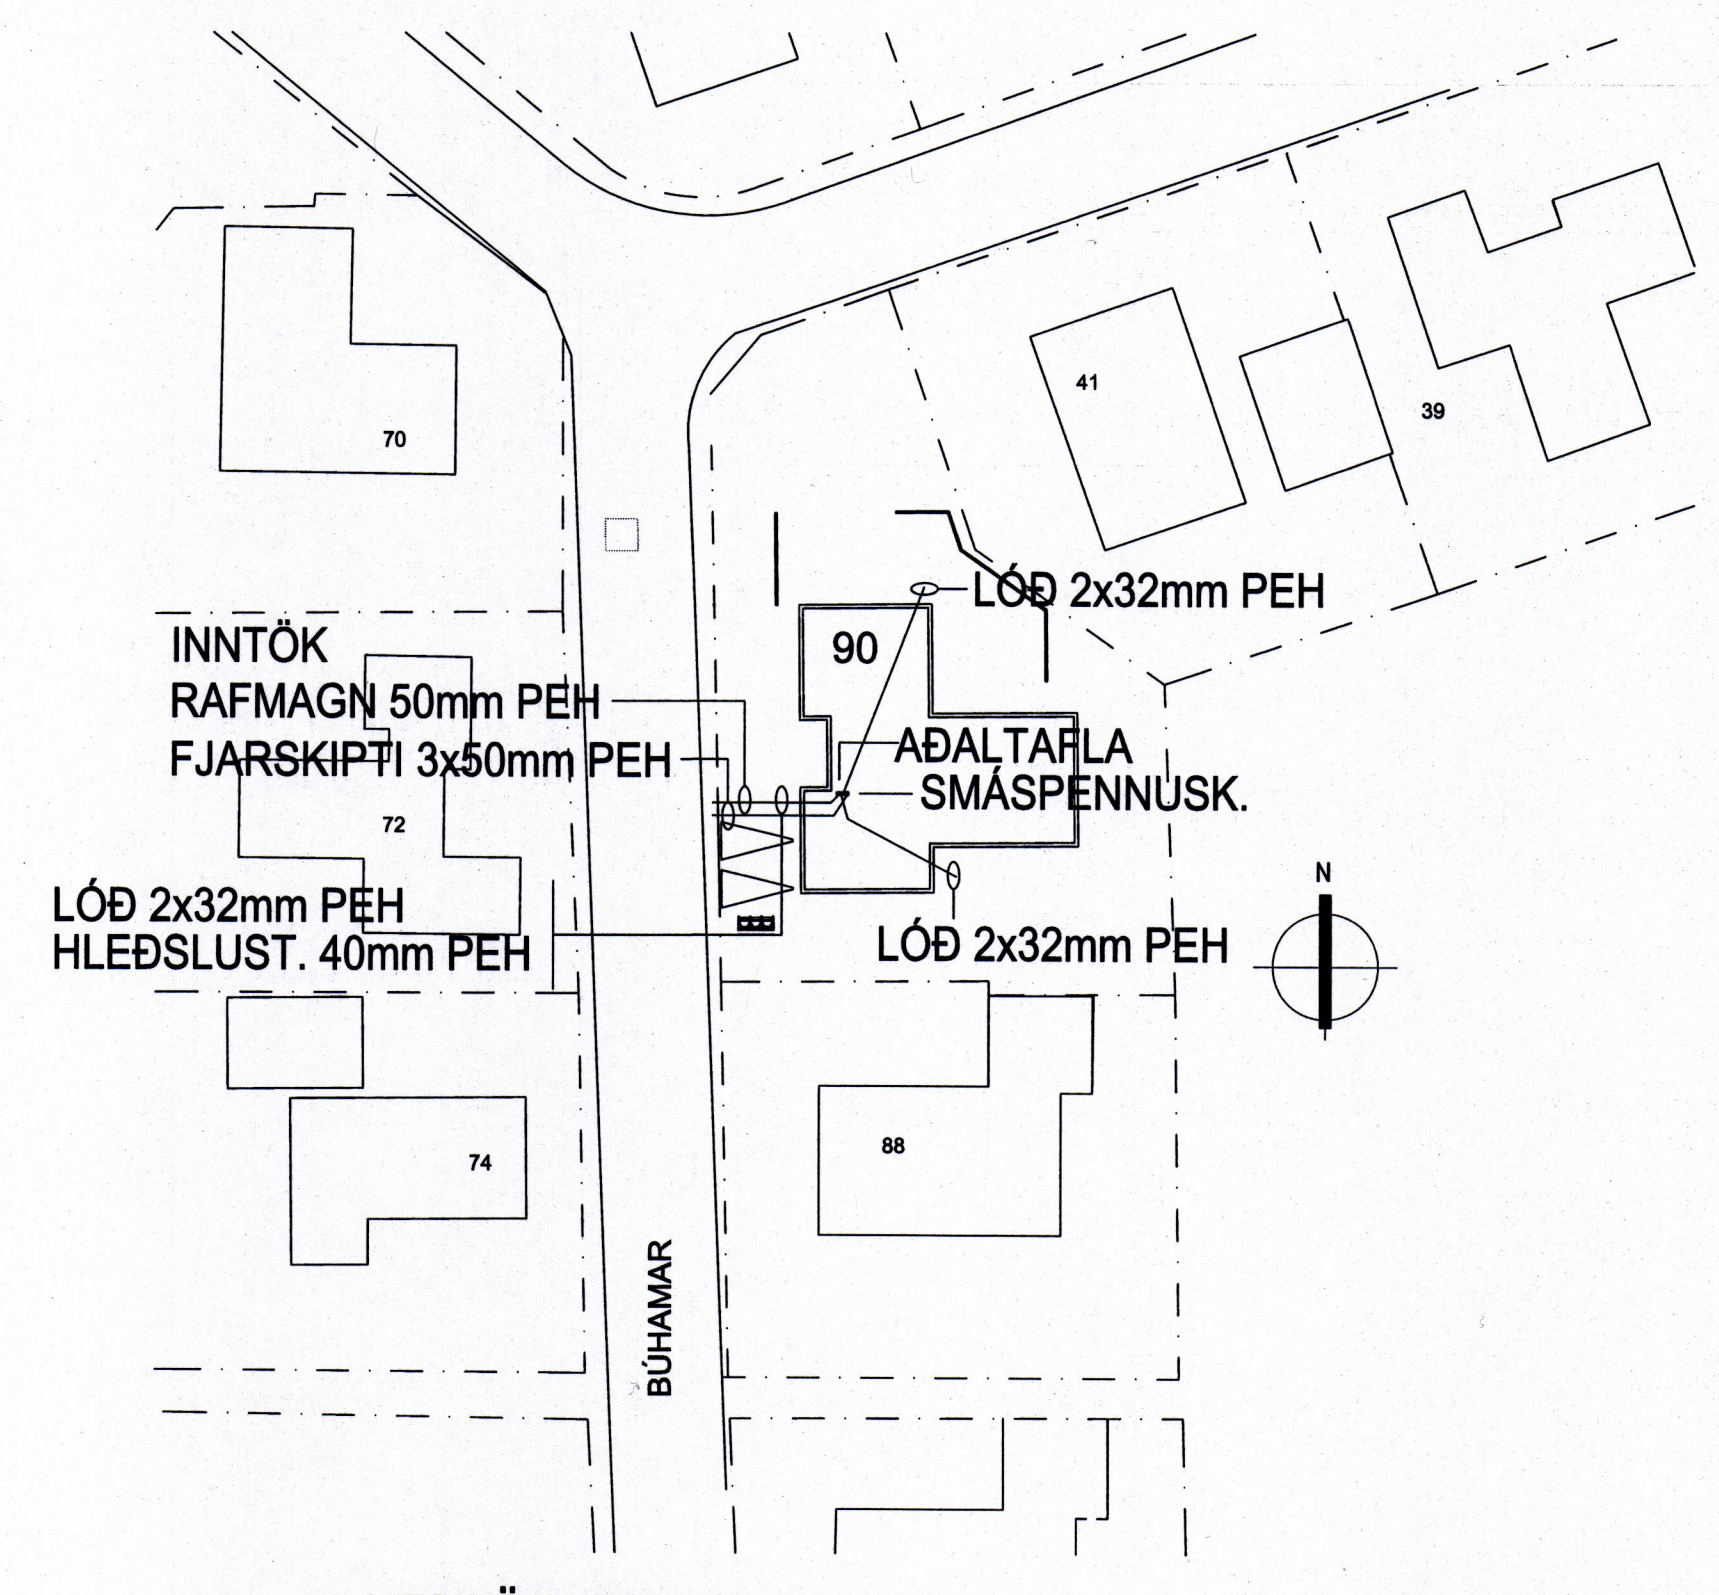 41
39
70
LÓÐ 2x32mm PEH
INNTÖK
90
RAFMAGN 50mm PEH
FJARSKIPTI 3x50mm PEH
AÐALTAFLA
SMÁSPENNUSK.
72
LÓÐ 2x32mm PEH
HLEÐSLUST. 40mm PEH
LÓÐ 2x32mm PEH
N
88
74
BÚHAMAR